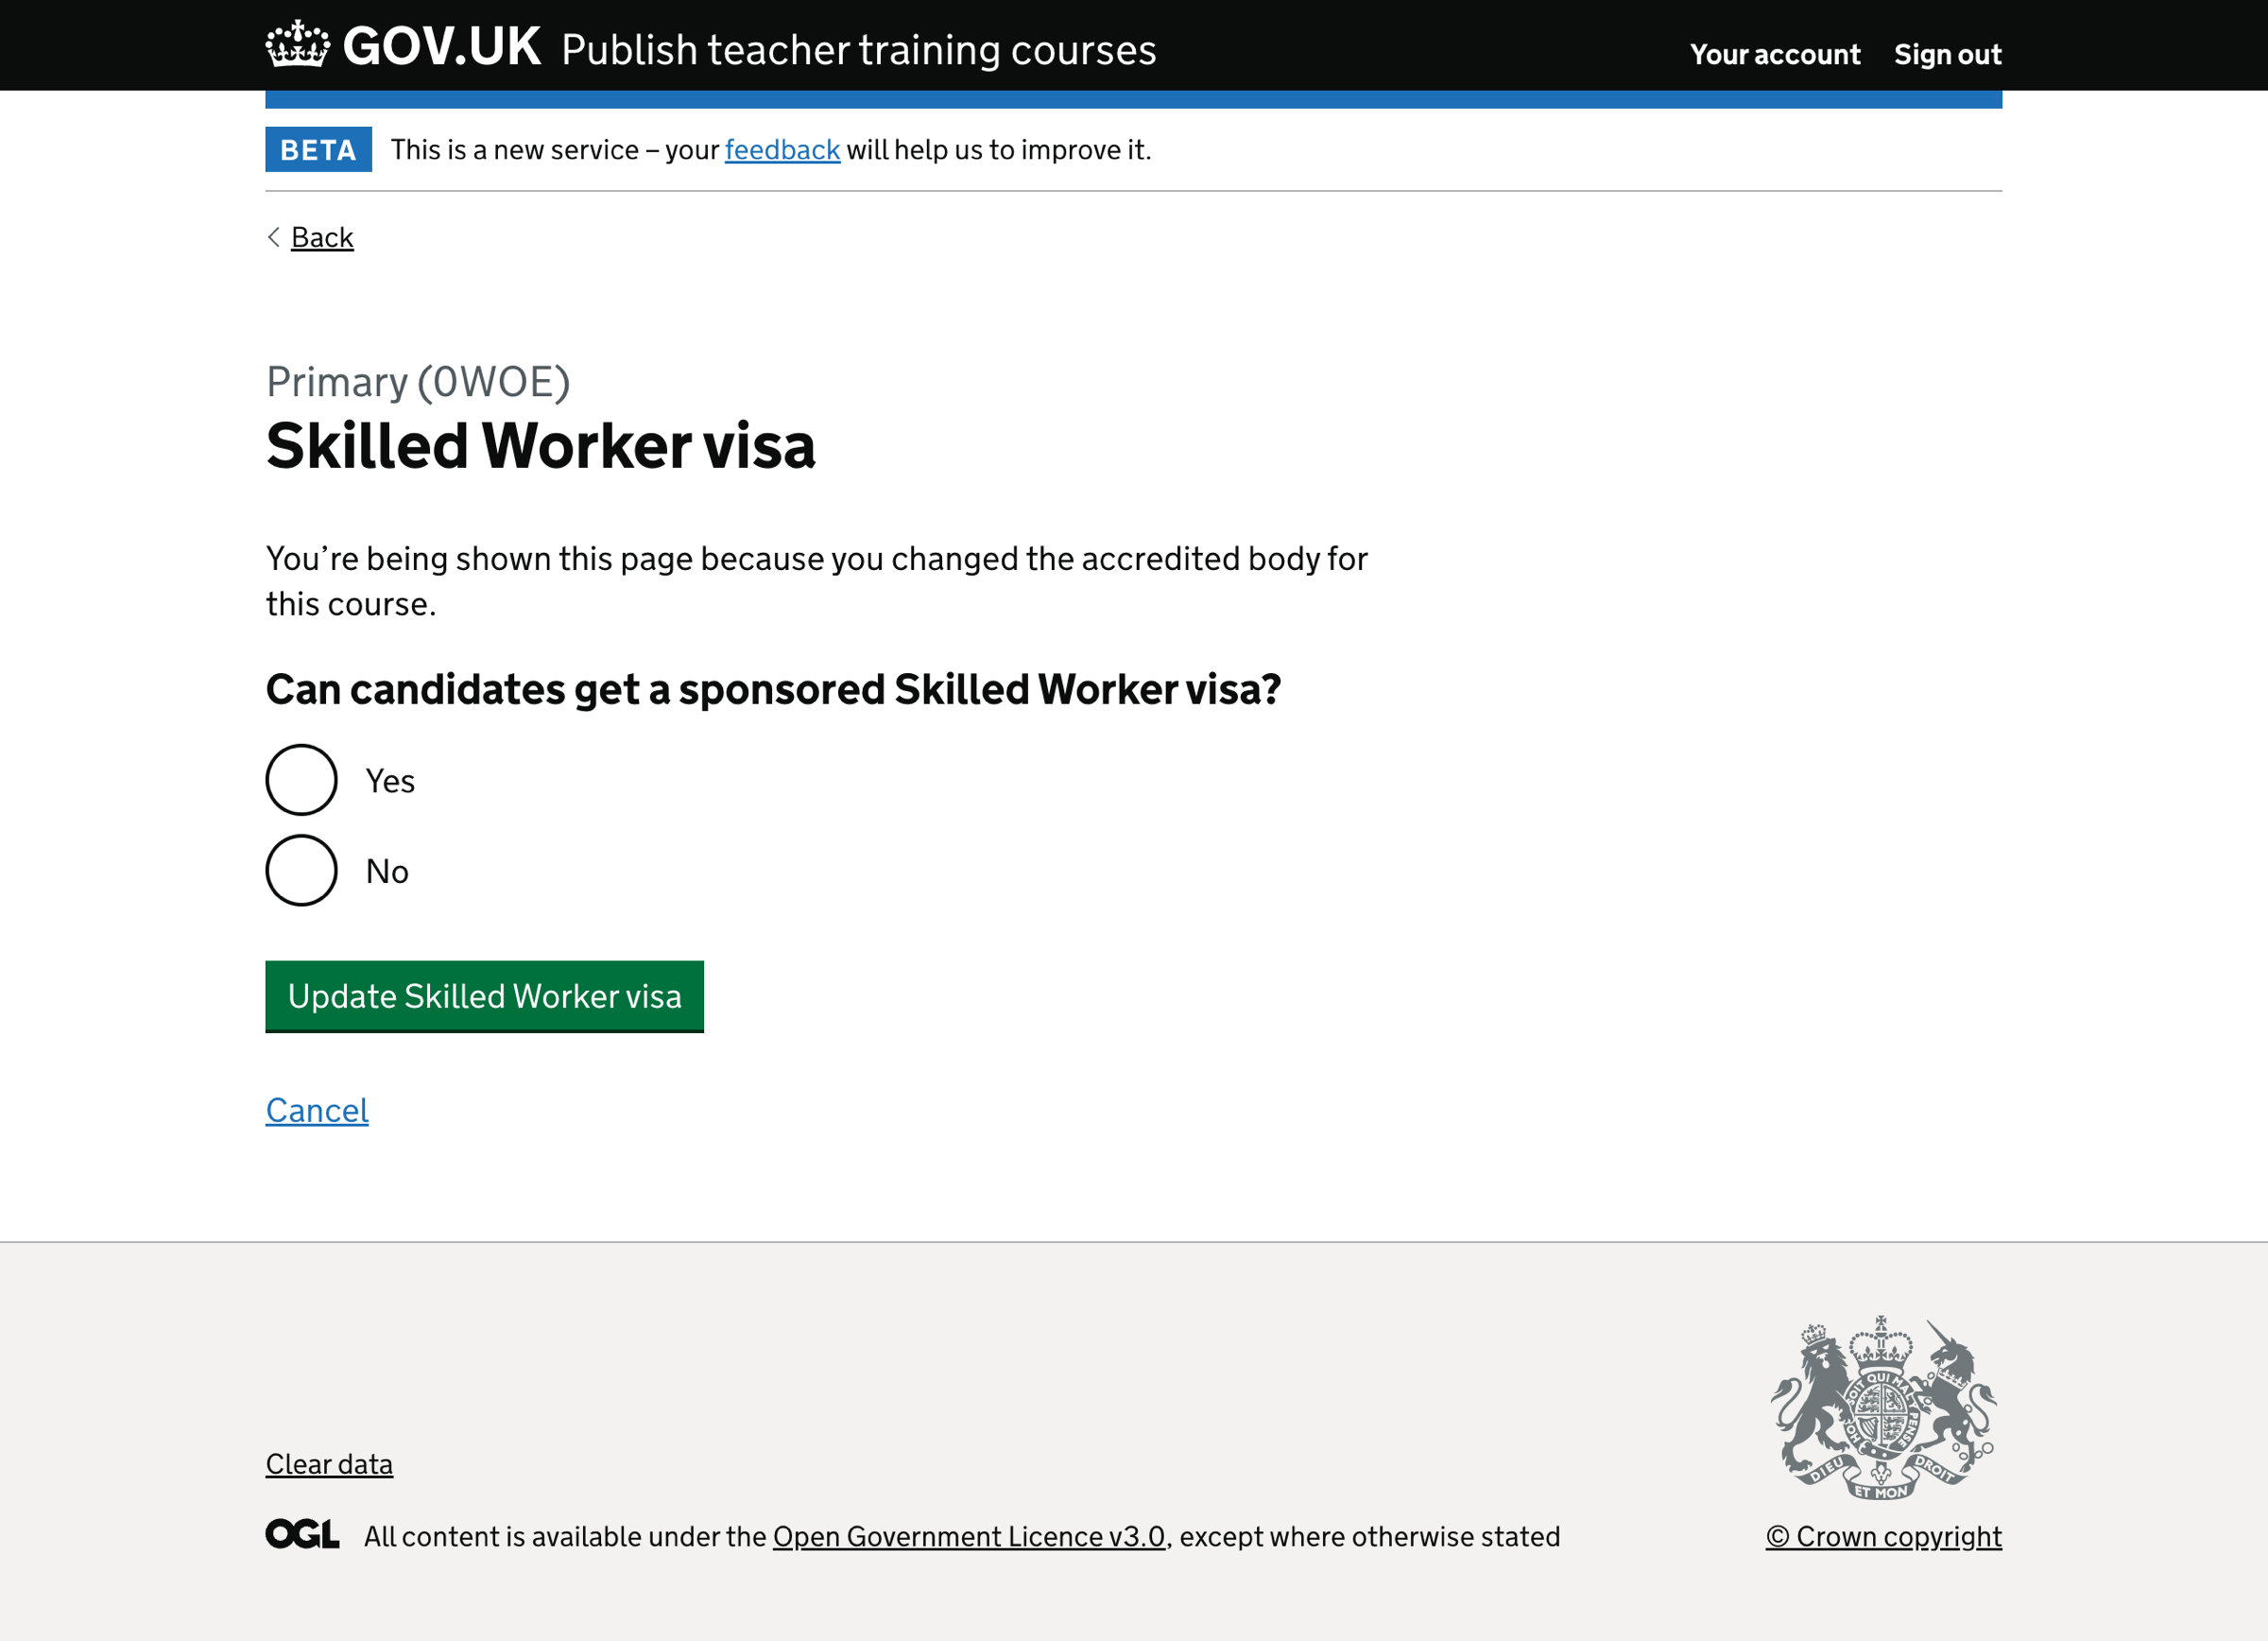 GOV.UK Publish teacher training courses Your account Sign out
BETA This is a new service – your feedback will help us to improve it.
Back
Primary (0WOE)
Skilled Worker visa
You’re being shown this page because you changed the accredited body for
this course.
Can candidates get a sponsored Skilled Worker visa?
Yes
No
Update Skilled Worker visa
Cancel
Clear data
OGL All content is available under the Open Government Licence v3.0, except where otherwise stated
SOIT QUI MAL Y PENSE
HO
DIEU ET MON DROIT
© Crown copyright